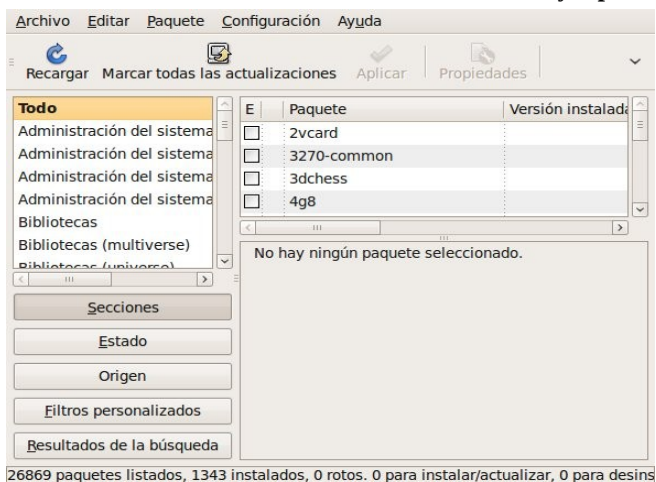 Archivo Editar Paquete Configuración Ayuda
Recargar Marcar todas las actualizaciones Aplicar Propiedades
Todo
Administración del sistema
Administración del sistema
Administración del sistema
Administración del sistema
Bibliotecas
Bibliotecas (multiverse)
Bibliotecas (universo)
E Paquete Versión instalada
2vcard
3270-common
3dchess
4g8
No hay ningún paquete seleccionado.
Secciones
Estado
Origen
Filtros personalizados
Resultados de la búsqueda
26869 paquetes listados, 1343 instalados, 0 rotos. 0 para instalar/actualizar, 0 para desins